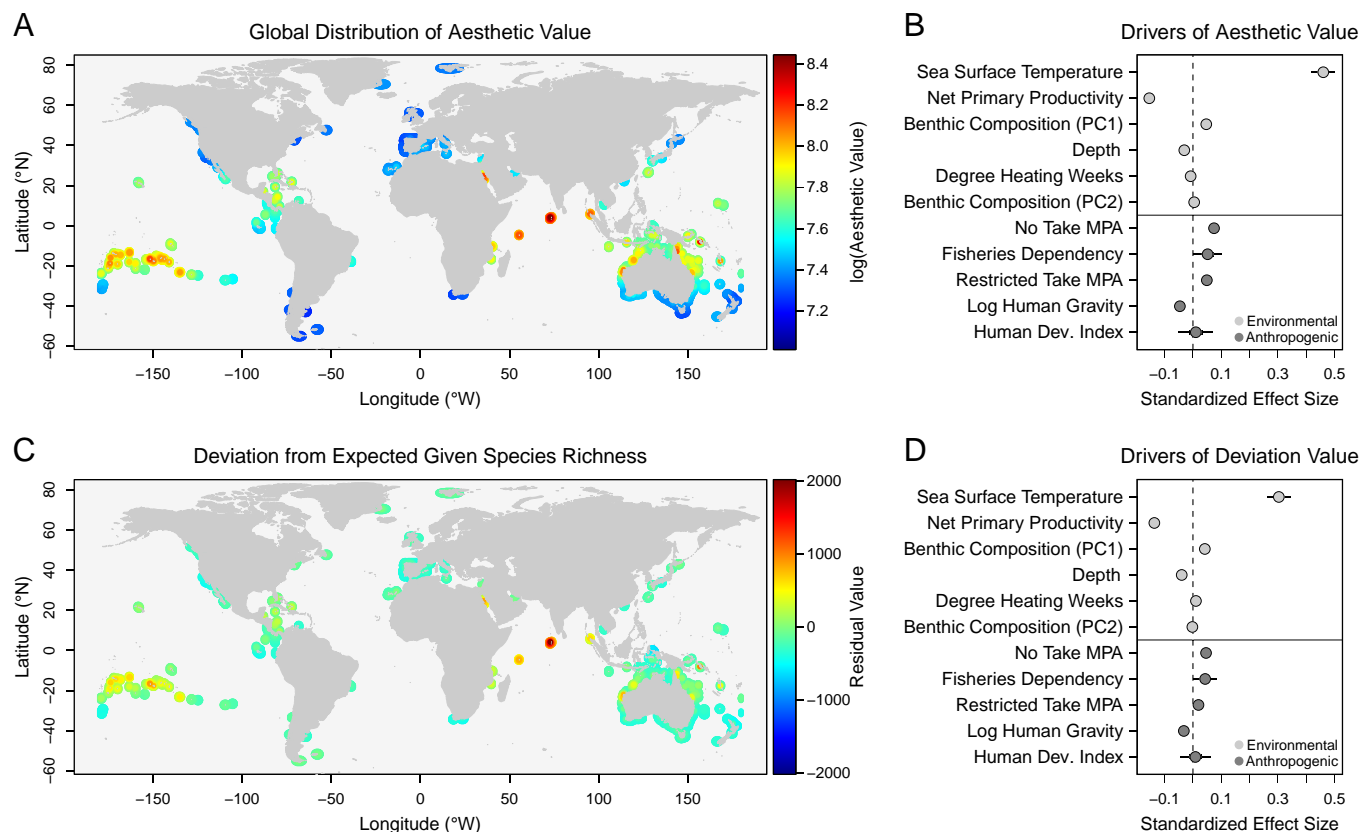 A
Global Distribution of Aesthetic Value
80
60
40
20
0
−20
−40
−60
Latitude (°N)
−150
−100
−50
0
50
100
150
Longitude (°W)
8.4
8.2
8.0
7.8
7.6
7.4
7.2
log(Aesthetic Value)
B
Drivers of Aesthetic Value
Sea Surface Temperature
Net Primary Productivity
Benthic Composition (PC1)
Depth
Degree Heating Weeks
Benthic Composition (PC2)
No Take MPA
Fisheries Dependency
Restricted Take MPA
Log Human Gravity
Human Dev. Index
Environmental
Anthropogenic
−0.1
0.1
0.3
0.5
Standardized Effect Size
C
Deviation from Expected Given Species Richness
80
60
40
20
0
−20
−40
−60
Latitude (°N)
−150
−100
−50
0
50
100
150
Longitude (°W)
2000
1000
0
−1000
−2000
Residual Value
D
Drivers of Deviation Value
Sea Surface Temperature
Net Primary Productivity
Benthic Composition (PC1)
Depth
Degree Heating Weeks
Benthic Composition (PC2)
No Take MPA
Fisheries Dependency
Restricted Take MPA
Log Human Gravity
Human Dev. Index
Environmental
Anthropogenic
−0.1
0.1
0.3
0.5
Standardized Effect Size